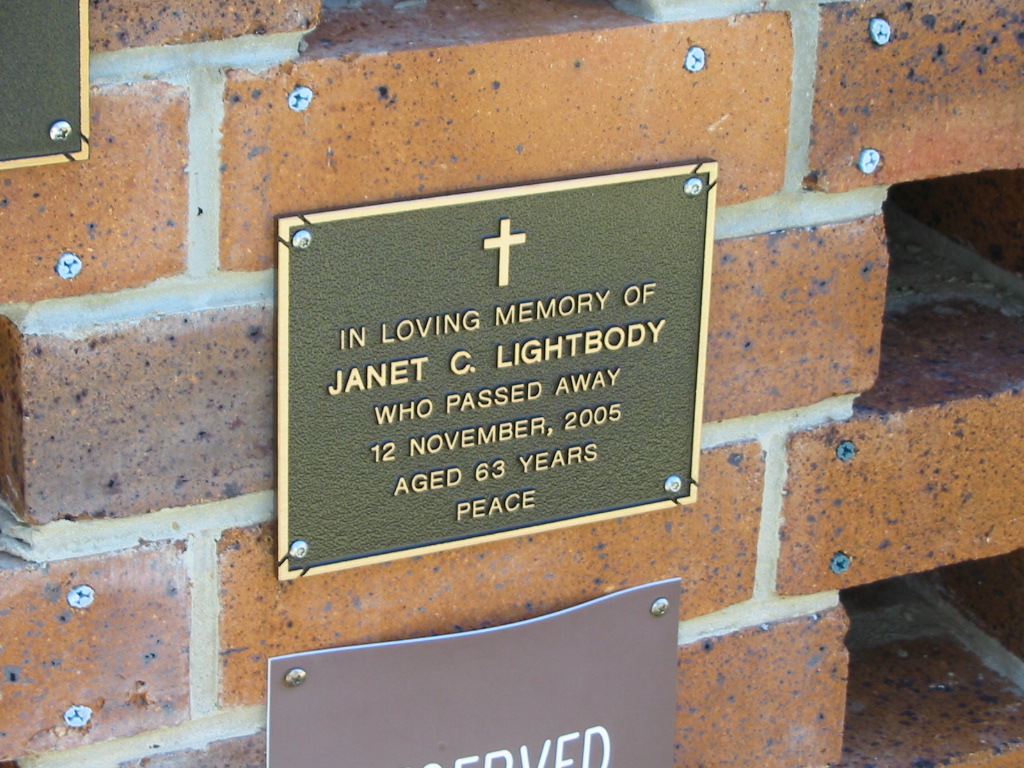 IN LOVING MEMORY OF
JANET C. LIGHTBODY
WHO PASSED AWAY
12 NOVEMBER, 2005
AGED 63 YEARS
PEACE